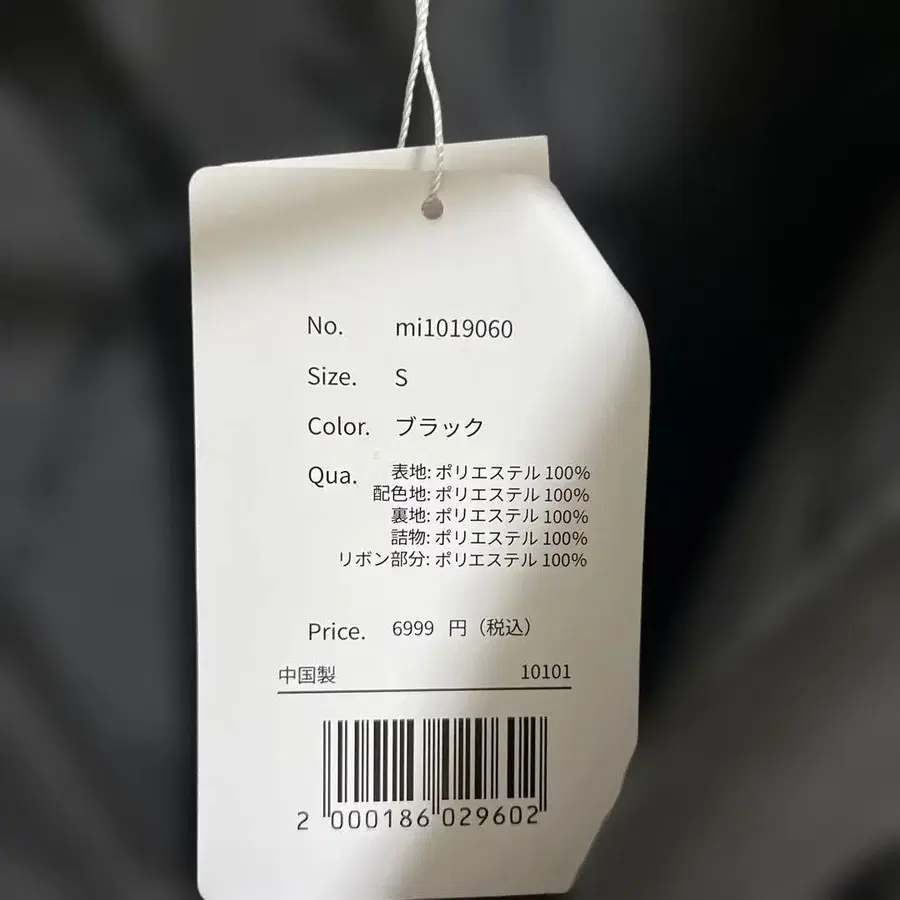 No. mi1019060
Size. S
Color. ブラック
Qua. 表地: ポリエステル 100%
配色地: ポリエステル 100%
裏地: ポリエステル 100%
詰物: ポリエステル 100%
リボン部分: ポリエステル 100%
Price. 6999 円（税込）
中国製 10101
2 000186 029602